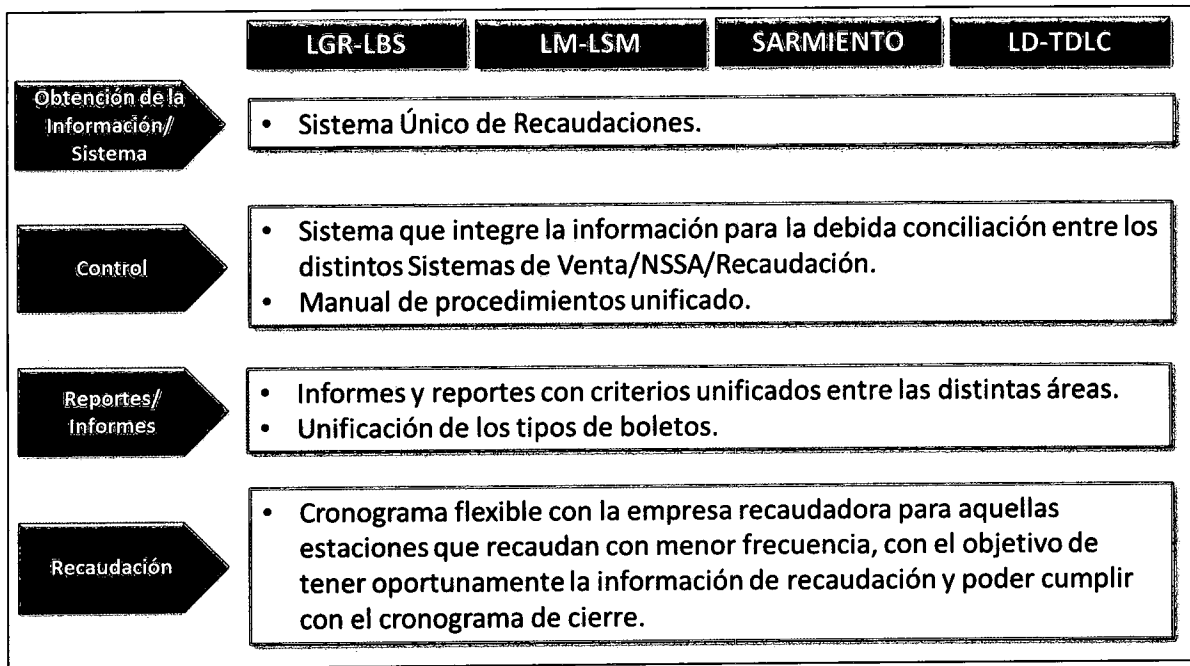 LGR-LBS LM-LSM SARMIENTO LD-TDLC
Obtención de la
Información/
Sistema
• Sistema Único de Recaudaciones.
Control
• Sistema que integre la información para la debida conciliación entre los
distintos Sistemas de Venta/NSSA/Recaudación.
• Manual de procedimientos unificado.
Reportes/
Informes
• Informes y reportes con criterios unificados entre las distintas áreas.
• Unificación de los tipos de boletos.
Recaudación
• Cronograma flexible con la empresa recaudadora para aquellas
estaciones que recaudan con menor frecuencia, con el objetivo de
tener oportunamente la información de recaudación y poder cumplir
con el cronograma de cierre.